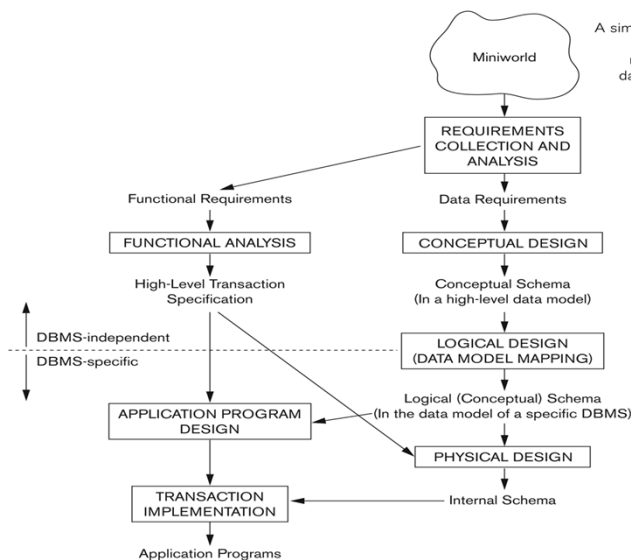 A sim
Miniworld
da
REQUIREMENTS
COLLECTION AND
ANALYSIS
Functional Requirements
Data Requirements
FUNCTIONAL ANALYSIS
CONCEPTUAL DESIGN
High-Level Transaction
Specification
Conceptual Schema
(In a high-level data model)
DBMS-independent
LOGICAL DESIGN
(DATA MODEL MAPPING)
DBMS-specific
Logical (Conceptual) Schema
(In the data model of a specific DBMS)
APPLICATION PROGRAM
DESIGN
PHYSICAL DESIGN
TRANSACTION
IMPLEMENTATION
Internal Schema
Application Programs